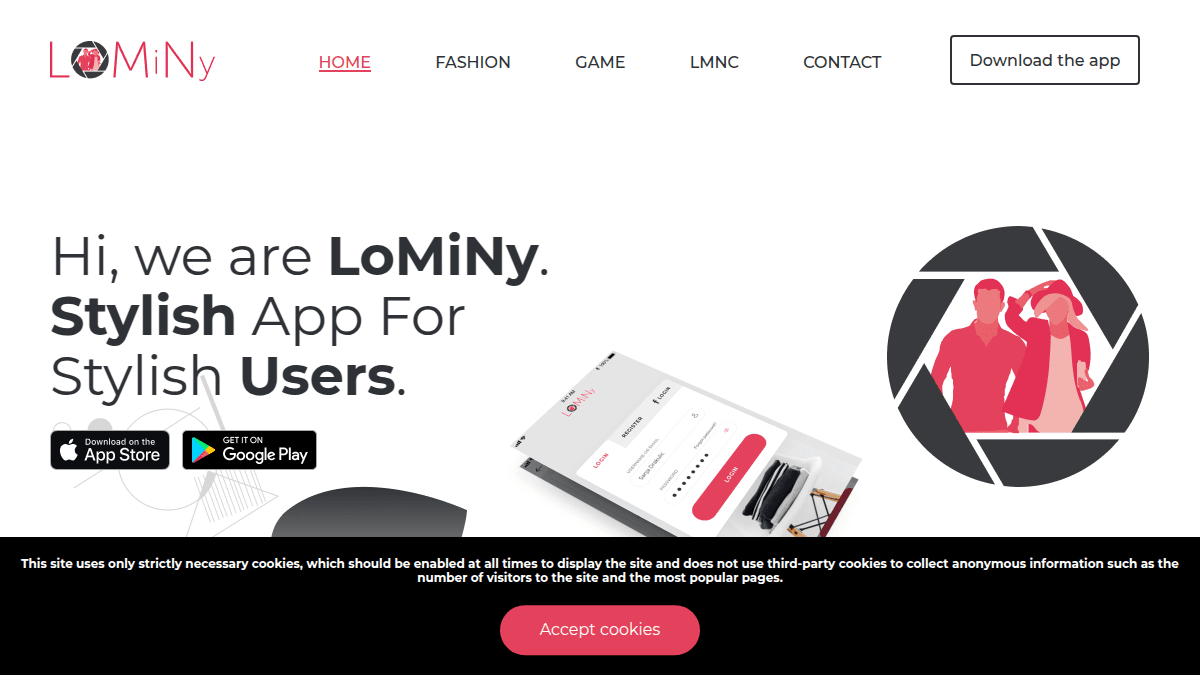 LOMiNy
HOME
FASHION
GAME
LMNC
CONTACT
Download the app
Hi, we are LoMiNy.
Stylish App For
Stylish Users.
Download on the
App Store
GET IT ON
Google Play
9:41 AM
100%
LOMiNy
LOGIN
REGISTER
f LOGIN
USERNAME OR EMAIL
PASSWORD
Forgot password?
LOGIN
This site uses only strictly necessary cookies, which should be enabled at all times to display the site and does not use third-party cookies to collect anonymous information such as the
number of visitors to the site and the most popular pages.
Accept cookies